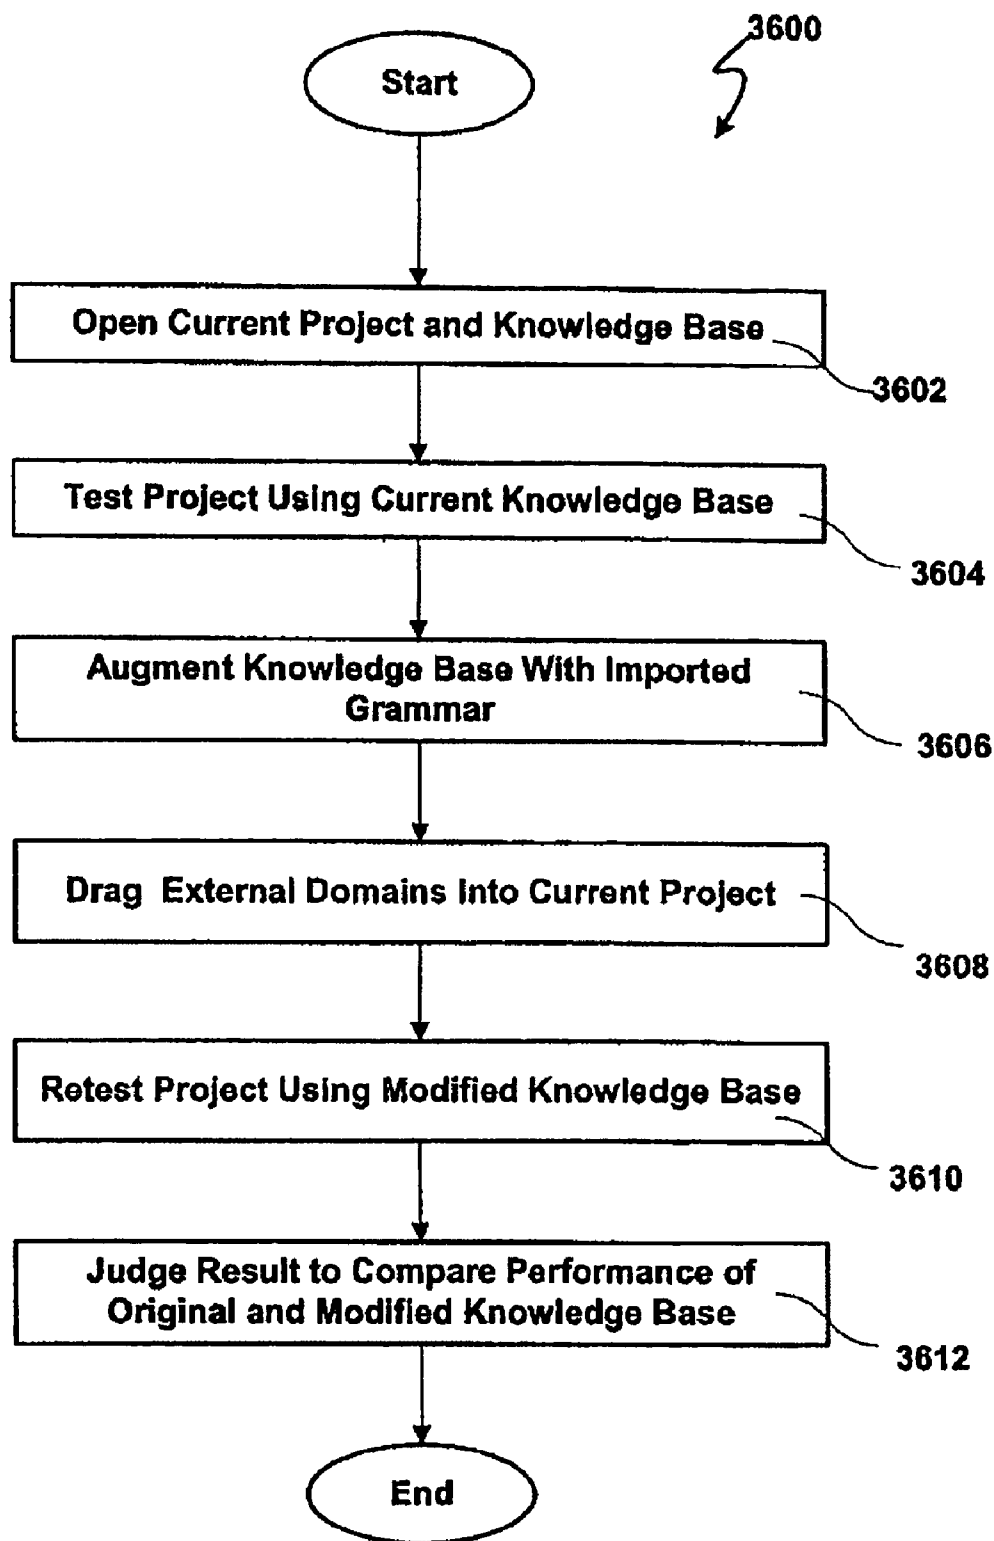 3600
Start
Open Current Project and Knowledge Base
3602
Test Project Using Current Knowledge Base
3604
Augment Knowledge Base With Imported
Grammar
3606
Drag External Domains Into Current Project
3608
Retest Project Using Modified Knowledge Base
3610
Judge Result to Compare Performance of
Original and Modified Knowledge Base
3612
End